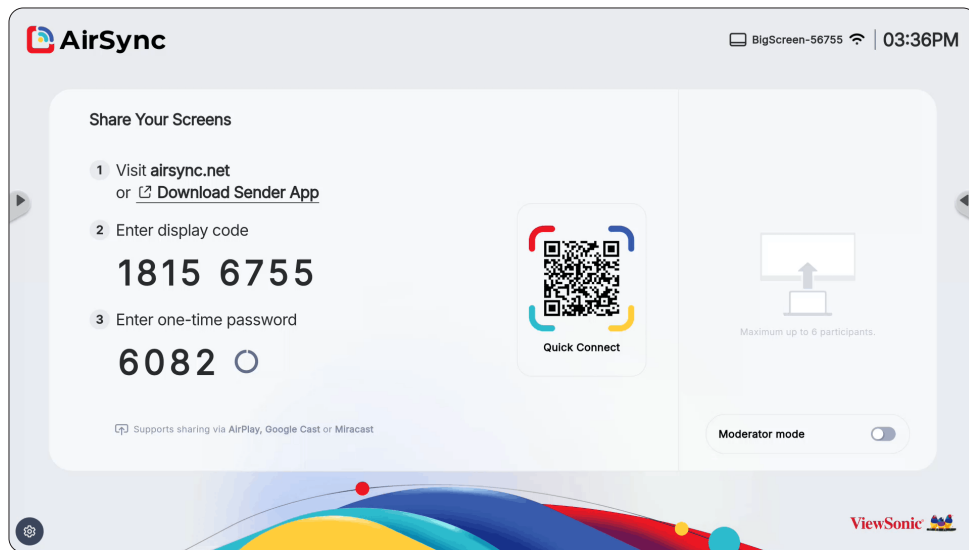 AirSync
BigScreen-56755 03:36PM
Share Your Screens
1 Visit airsync.net
or Download Sender App
2 Enter display code
1815 6755
3 Enter one-time password
6082
Quick Connect
Maximum up to 6 participants.
Supports sharing via AirPlay, Google Cast or Miracast
Moderator mode
ViewSonic